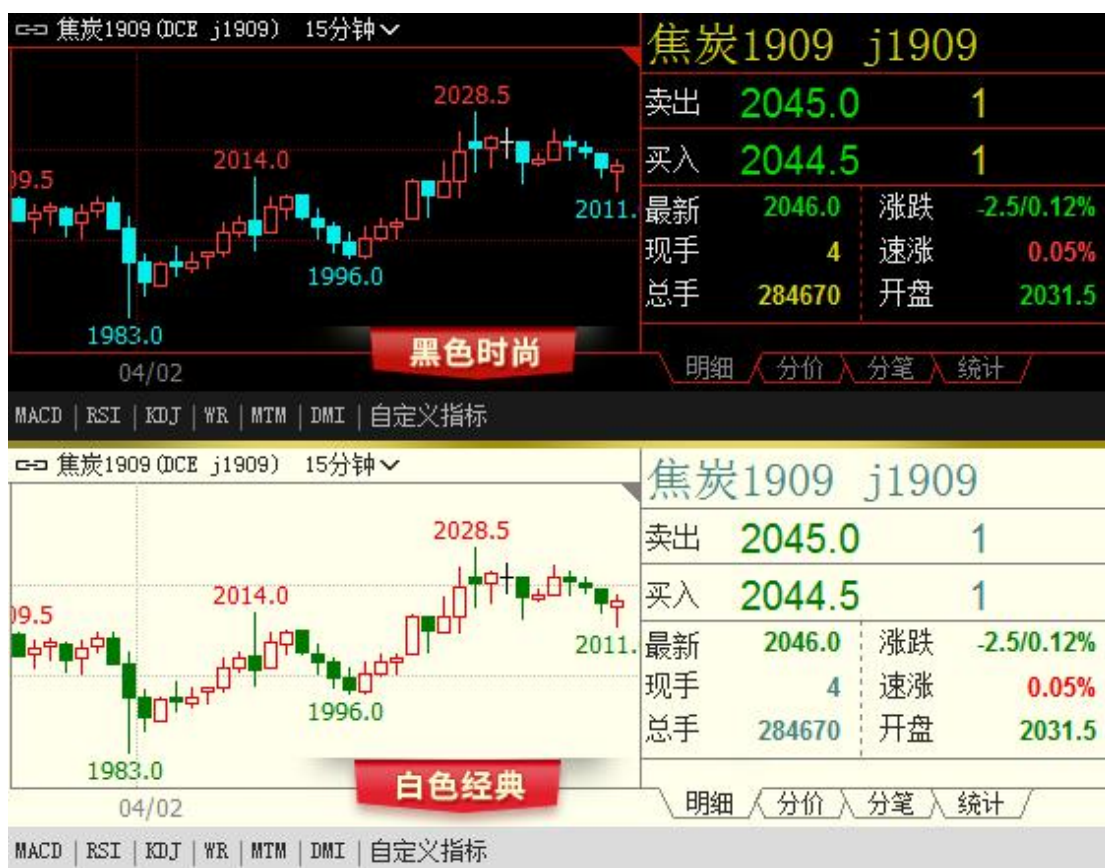 焦炭1909(DCE j1909) 15分钟
焦炭1909 j1909
2028.5
2014.0
09.5
2011.
1996.0
1983.0
04/02
黑色时尚
卖出 2045.0 1
买入 2044.5 1
最新 2046.0 涨跌 -2.5/0.12%
现手 4 速涨 0.05%
总手 284670 开盘 2031.5
明细 分价 分笔 统计
MACD | RSI | KDJ | WR | MTM | DMI | 自定义指标
焦炭1909(DCE j1909) 15分钟
焦炭1909 j1909
2028.5
2014.0
09.5
2011.
1996.0
1983.0
04/02
白色经典
卖出 2045.0 1
买入 2044.5 1
最新 2046.0 涨跌 -2.5/0.12%
现手 4 速涨 0.05%
总手 284670 开盘 2031.5
明细 分价 分笔 统计
MACD | RSI | KDJ | WR | MTM | DMI | 自定义指标